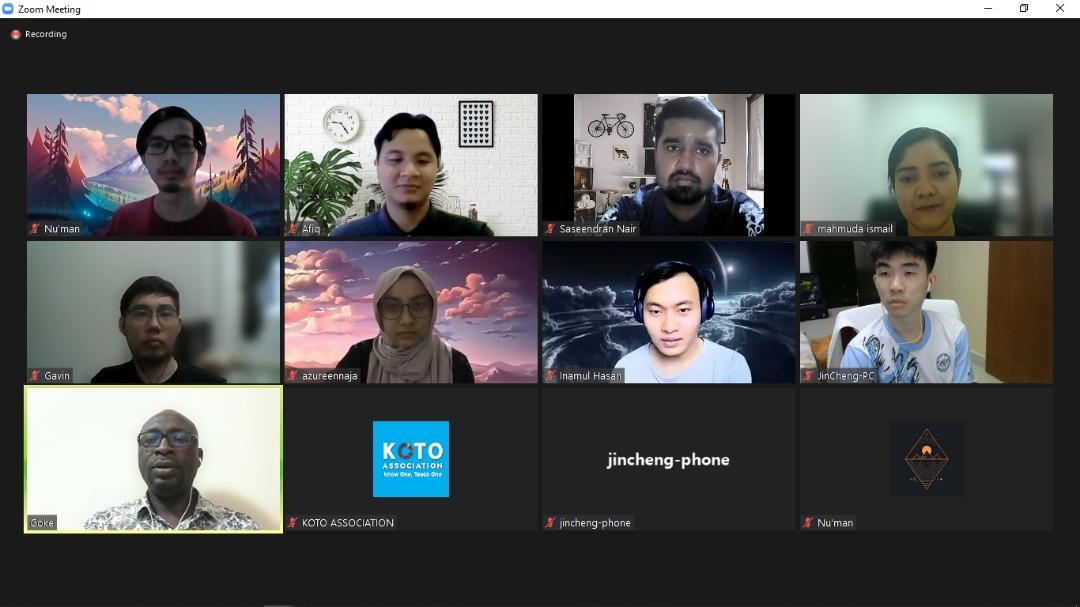 Zoom Meeting
Recording
Nu'man
Afiq
Saseendran Nair
mahmuda ismail
Gavin
azureennaja
Inamul Hasan
JinCheng-PC
Goke
KOTO
ASSOCIATION
Know One, Teach One
KOTO ASSOCIATION
jincheng-phone
jincheng-phone
Nu'man